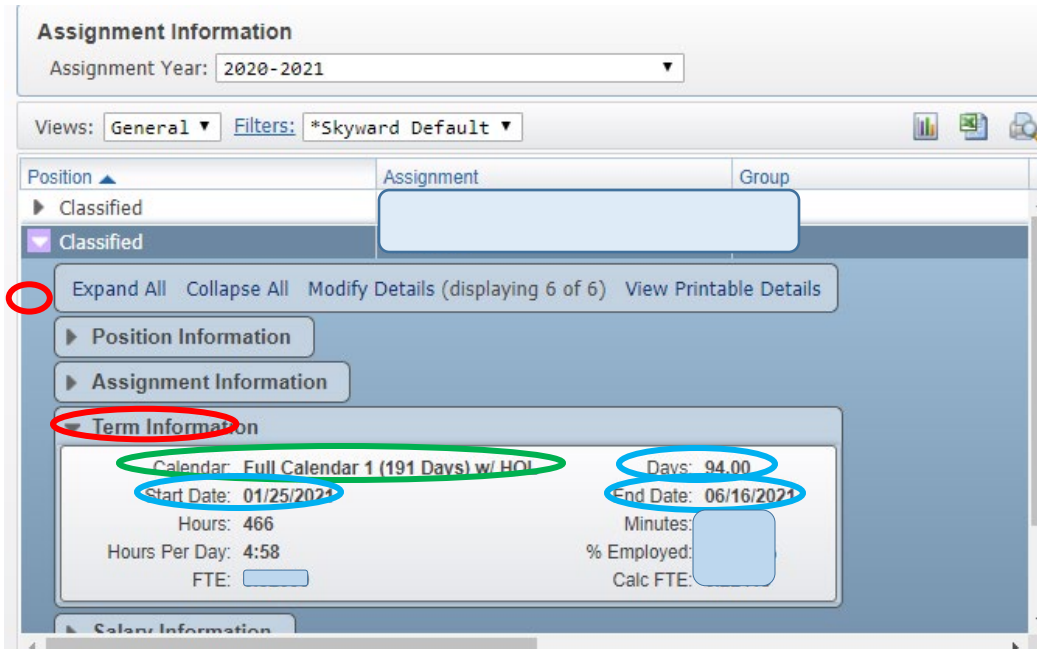 Assignment Information
Assignment Year: 2020-2021
Views: General Filters: *Skyward Default
Position Assignment Group
Classified
Classified
Expand All Collapse All Modify Details (displaying 6 of 6) View Printable Details
Position Information
Assignment Information
Term Information
Calendar: Full Calendar 1 (191 Days) w/ HOL Days: 94.00
Start Date: 01/25/2021 End Date: 06/16/2021
Hours: 466 Minutes:
Hours Per Day: 4:58 % Employed:
FTE: Calc FTE:
Salary Information